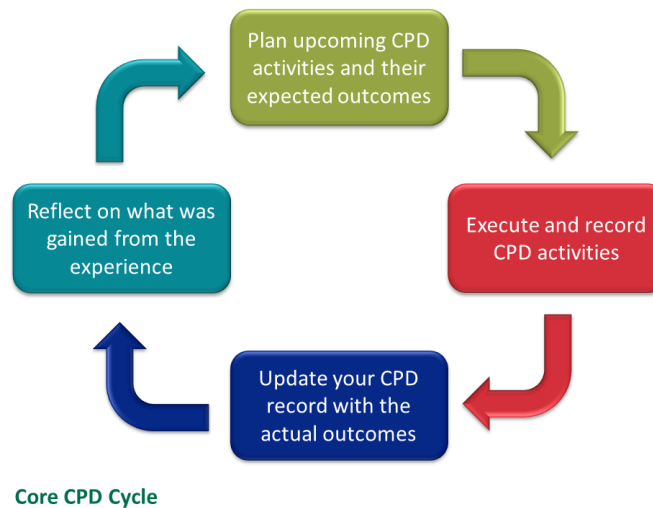 Plan upcoming CPD
activities and their
expected outcomes
Execute and record
CPD activities
Update your CPD
record with the
actual outcomes
Reflect on what was
gained from the
experience
Core CPD Cycle